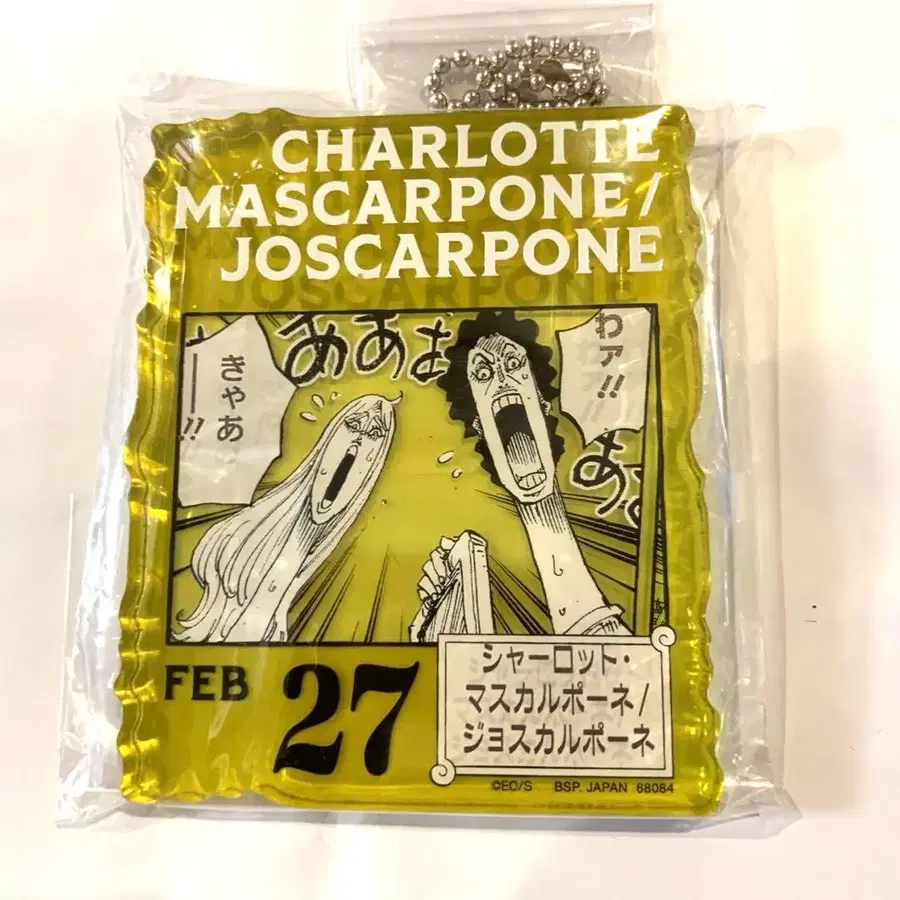 CHARLOTTE
MASCARPONE/
JOSCARPONE
きゃあ
——!!
ああぁ
わァ!!
ああ
FEB 27
シャーロット・
マスカルポーネ/
ジョスカルポーネ
©EO/S BSP. JAPAN 68084